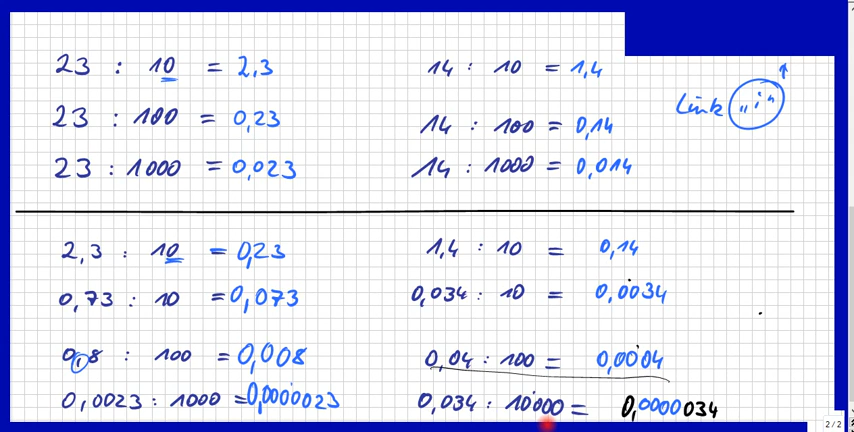 23 : 10 = 2,3
23 : 100 = 0,23
23 : 1000 = 0,023
14 : 10 = 1,4
14 : 100 = 0,14
14 : 1000 = 0,014
Link „i“
2,3 : 10 = 0,23
0,73 : 10 = 0,073
0,8 : 100 = 0,008
0,0023 : 1000 = 0,0000023
1,4 : 10 = 0,14
0,034 : 10 = 0,0034
0,04 : 100 = 0,0004
0,034 : 10000 = 0,0000034
2 / 2